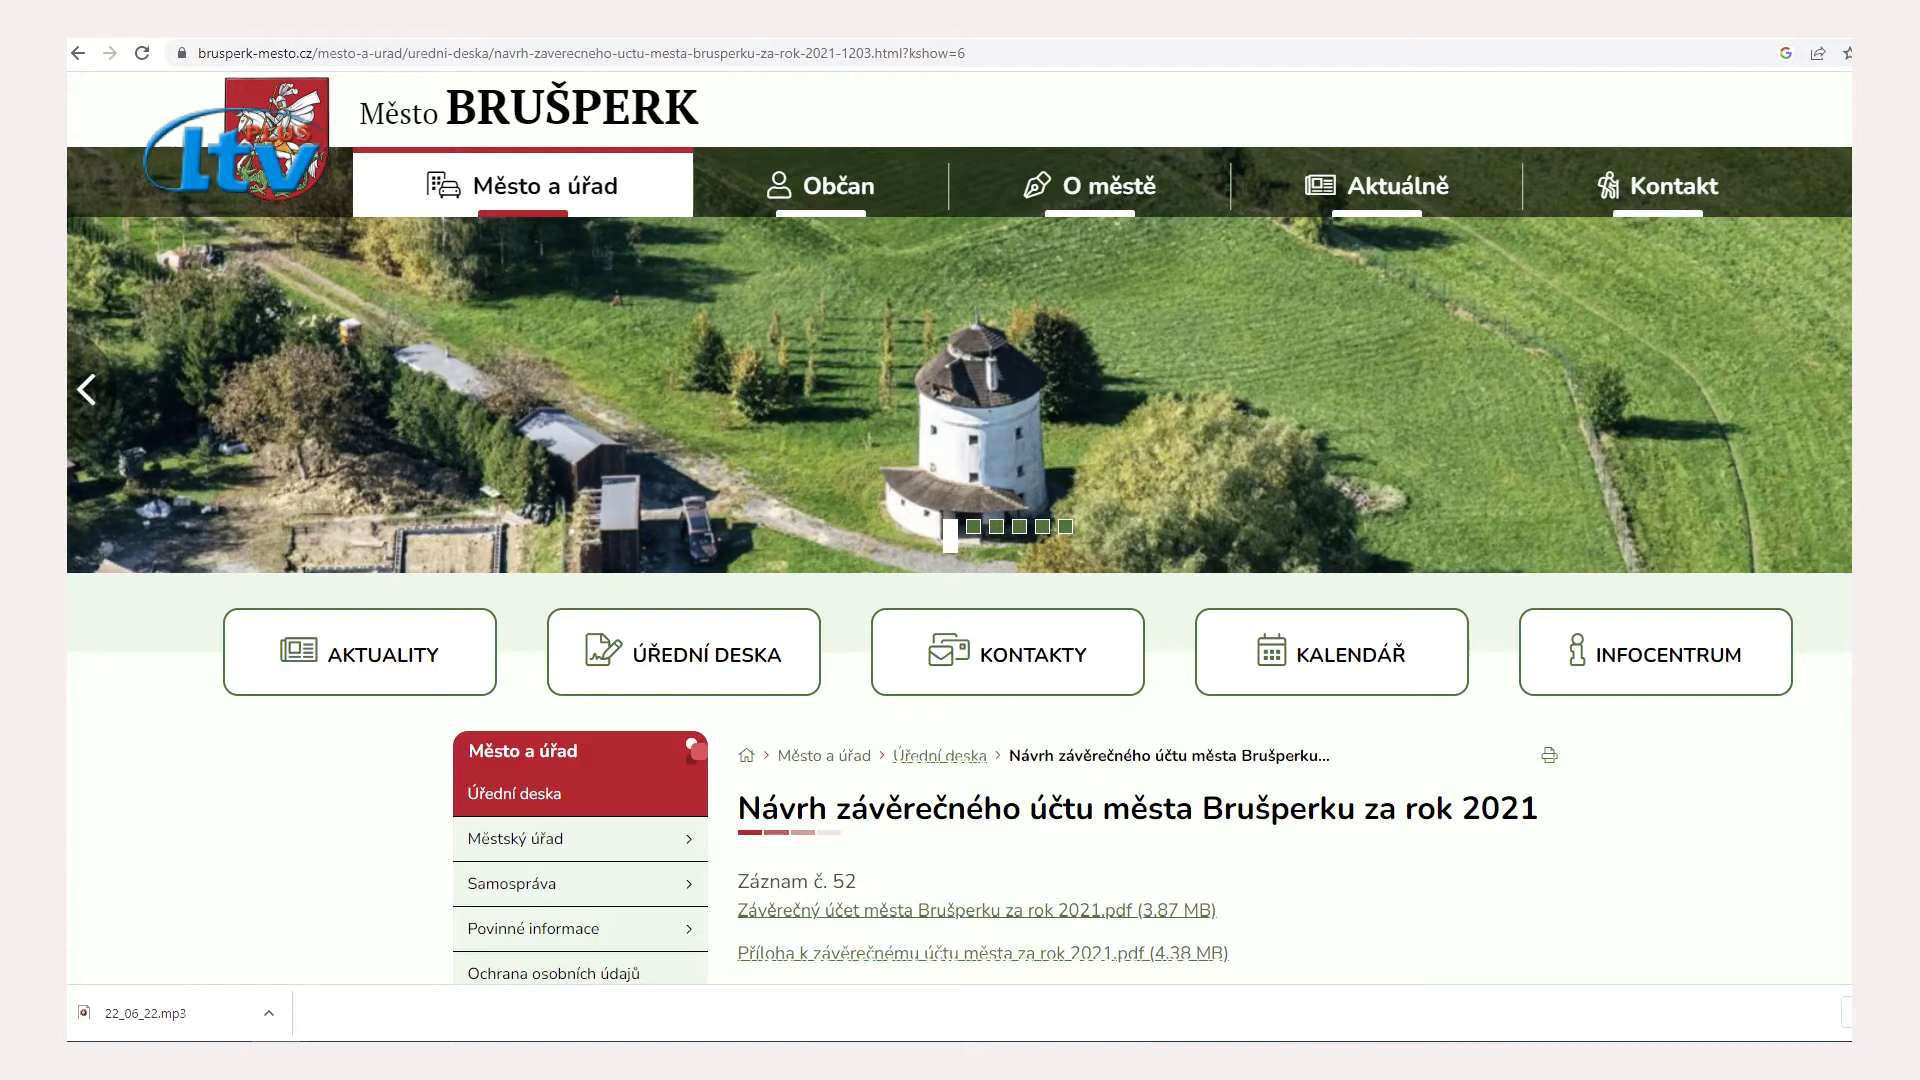 brusperk-mesto.cz/mesto-a-urad/uredni-deska/navrh-zaverecneho-uctu-mesta-brusperku-za-rok-2021-1203.html?kshow=6
Město BRUŠPERK
PLUS
ltv
Město a úřad
Občan
O městě
Aktuálně
Kontakt
AKTUALITY
ÚŘEDNÍ DESKA
KONTAKTY
KALENDÁŘ
INFOCENTRUM
Město a úřad
Úřední deska
Městský úřad
Samospráva
Povinné informace
Ochrana osobních údajů
Město a úřad > Úřední deska > Návrh závěrečného účtu města Brušperku...
Návrh závěrečného účtu města Brušperku za rok 2021
Záznam č. 52
Závěrečný účet města Brušperku za rok 2021.pdf (3.87 MB)
Příloha k závěrečnému účtu města za rok 2021.pdf (4.38 MB)
22_06_22.mp3